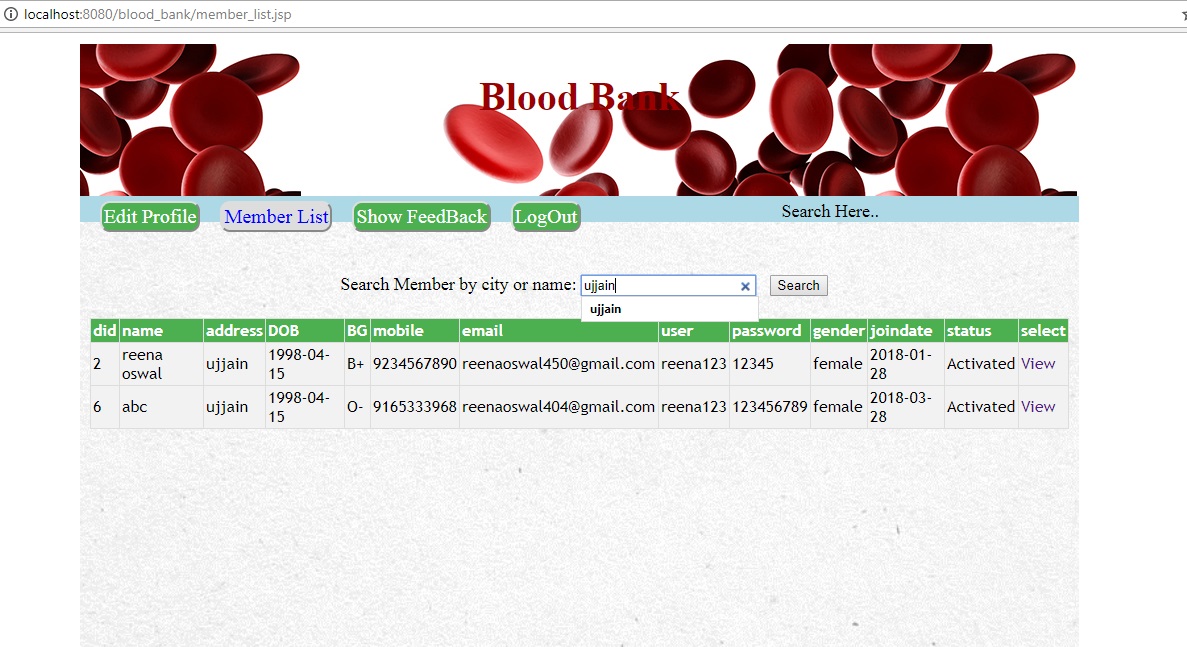 localhost:8080/blood_bank/member_list.jsp
Blood Bank
Edit Profile Member List Show FeedBack LogOut Search Here..
Search Member by city or name: ujjain Search
ujjain
did name address DOB BG mobile email user password gender joindate status select
2 reena oswal ujjain 1998-04-15 B+ 9234567890 reenaoswal450@gmail.com reena123 12345 female 2018-01-28 Activated View
6 abc ujjain 1998-04-15 O- 9165333968 reenaoswal404@gmail.com reena123 123456789 female 2018-03-28 Activated View